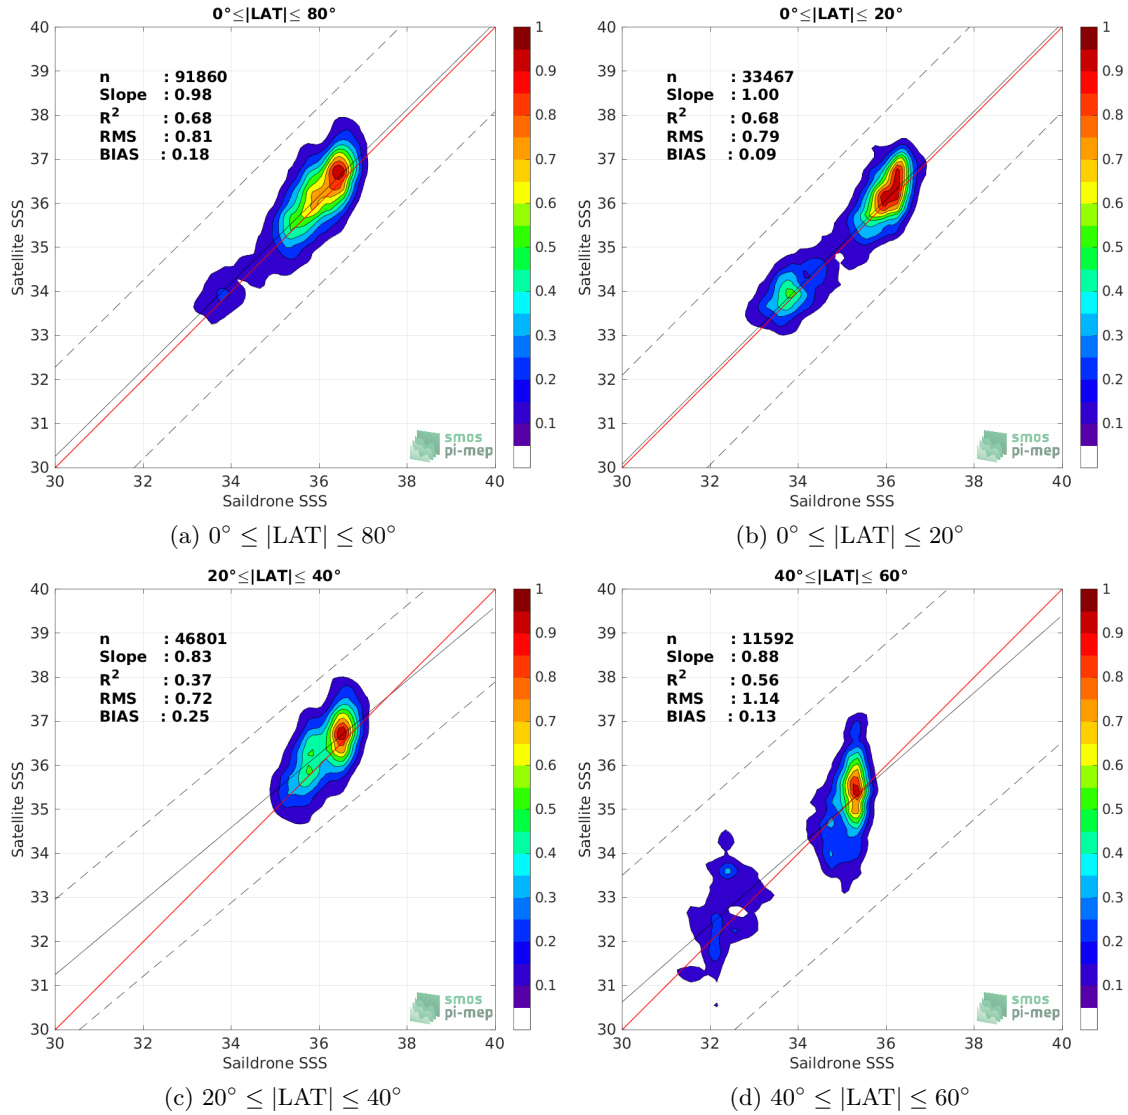 0°≤|LAT|≤ 80°
n : 91860
Slope : 0.98
R² : 0.68
RMS : 0.81
BIAS : 0.18
Satellite SSS
40
39
38
37
36
35
34
33
32
31
30
30 32 34 36 38 40
Saildrone SSS
smos
pi-mep
1
0.9
0.8
0.7
0.6
0.5
0.4
0.3
0.2
0.1
(a) 0° ≤ |LAT| ≤ 80°
0°≤|LAT|≤ 20°
n : 33467
Slope : 1.00
R² : 0.68
RMS : 0.79
BIAS : 0.09
Satellite SSS
40
39
38
37
36
35
34
33
32
31
30
30 32 34 36 38 40
Saildrone SSS
smos
pi-mep
1
0.9
0.8
0.7
0.6
0.5
0.4
0.3
0.2
0.1
(b) 0° ≤ |LAT| ≤ 20°
20°≤|LAT|≤ 40°
n : 46801
Slope : 0.83
R² : 0.37
RMS : 0.72
BIAS : 0.25
Satellite SSS
40
39
38
37
36
35
34
33
32
31
30
30 32 34 36 38 40
Saildrone SSS
smos
pi-mep
1
0.9
0.8
0.7
0.6
0.5
0.4
0.3
0.2
0.1
(c) 20° ≤ |LAT| ≤ 40°
40°≤|LAT|≤ 60°
n : 11592
Slope : 0.88
R² : 0.56
RMS : 1.14
BIAS : 0.13
Satellite SSS
40
39
38
37
36
35
34
33
32
31
30
30 32 34 36 38 40
Saildrone SSS
smos
pi-mep
1
0.9
0.8
0.7
0.6
0.5
0.4
0.3
0.2
0.1
(d) 40° ≤ |LAT| ≤ 60°